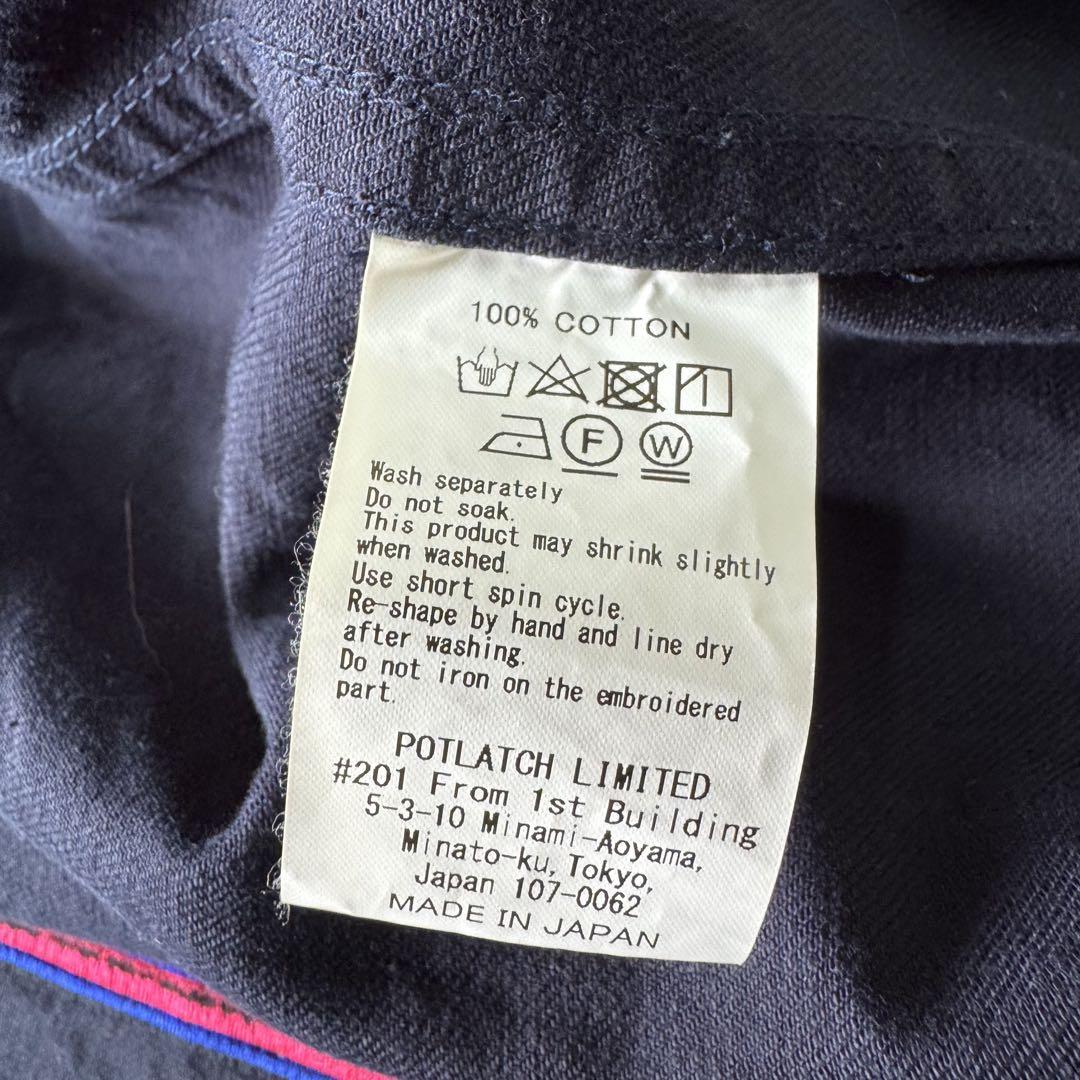 100% COTTON
F W
Wash separately
Do not soak.
This product may shrink slightly
when washed.
Use short spin cycle.
Re-shape by hand and line dry
after washing.
Do not iron on the embroidered
part.
POTLATCH LIMITED
#201 From 1st Building
5-3-10 Minami-Aoyama,
Minato-ku, Tokyo,
Japan 107-0062
MADE IN JAPAN